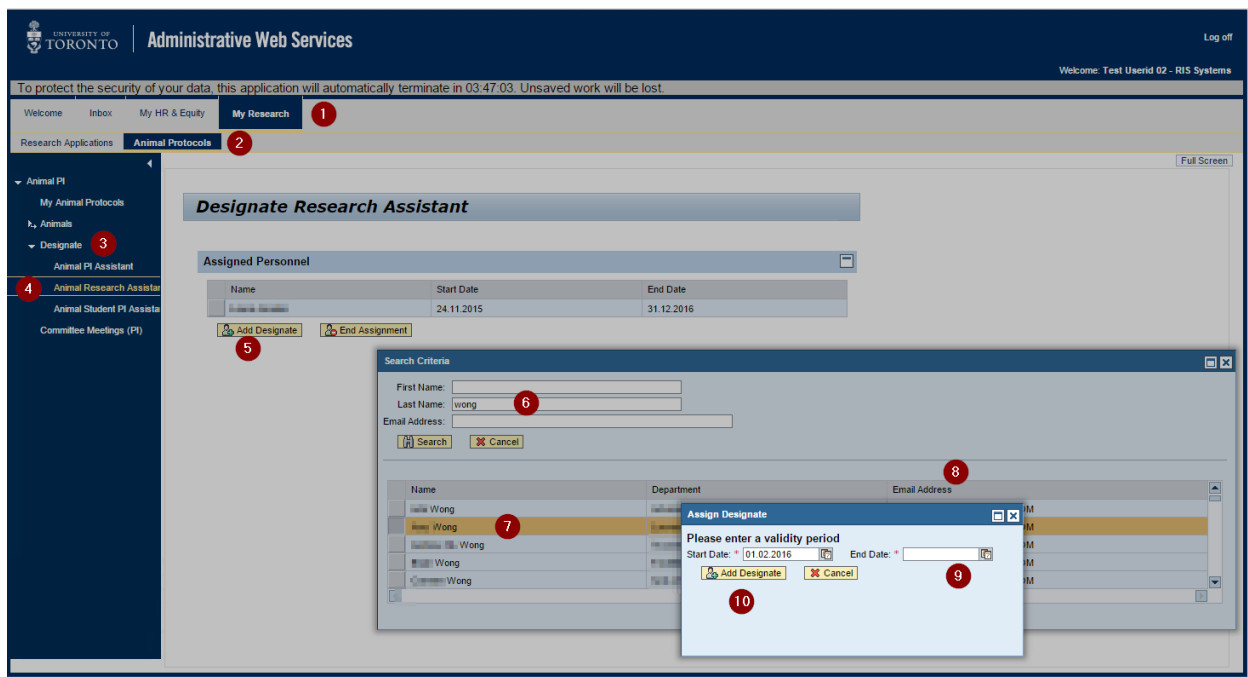 UNIVERSITY OF
TORONTO
Administrative Web Services
Log off
Welcome: Test Userid 02 - RIS Systems
To protect the security of your data, this application will automatically terminate in 03:47:03. Unsaved work will be lost.
Welcome Inbox My HR & Equity My Research 1
Research Applications Animal Protocols 2
Full Screen
Animal PI
My Animal Protocols
Animals
Designate 3
Animal PI Assistant
4 Animal Research Assistan
Animal Student PI Assista
Committee Meetings (PI)
Designate Research Assistant
Assigned Personnel
Name Start Date End Date
24.11.2015 31.12.2016
Add Designate End Assignment
5
Search Criteria
First Name:
Last Name: wong 6
Email Address:
Search Cancel
8
Name Department Email Address
Wong
Wong 7
Wong
Wong
Wong
Assign Designate
Please enter a validity period
Start Date: * 01.02.2016 End Date: *
Add Designate Cancel
9
10